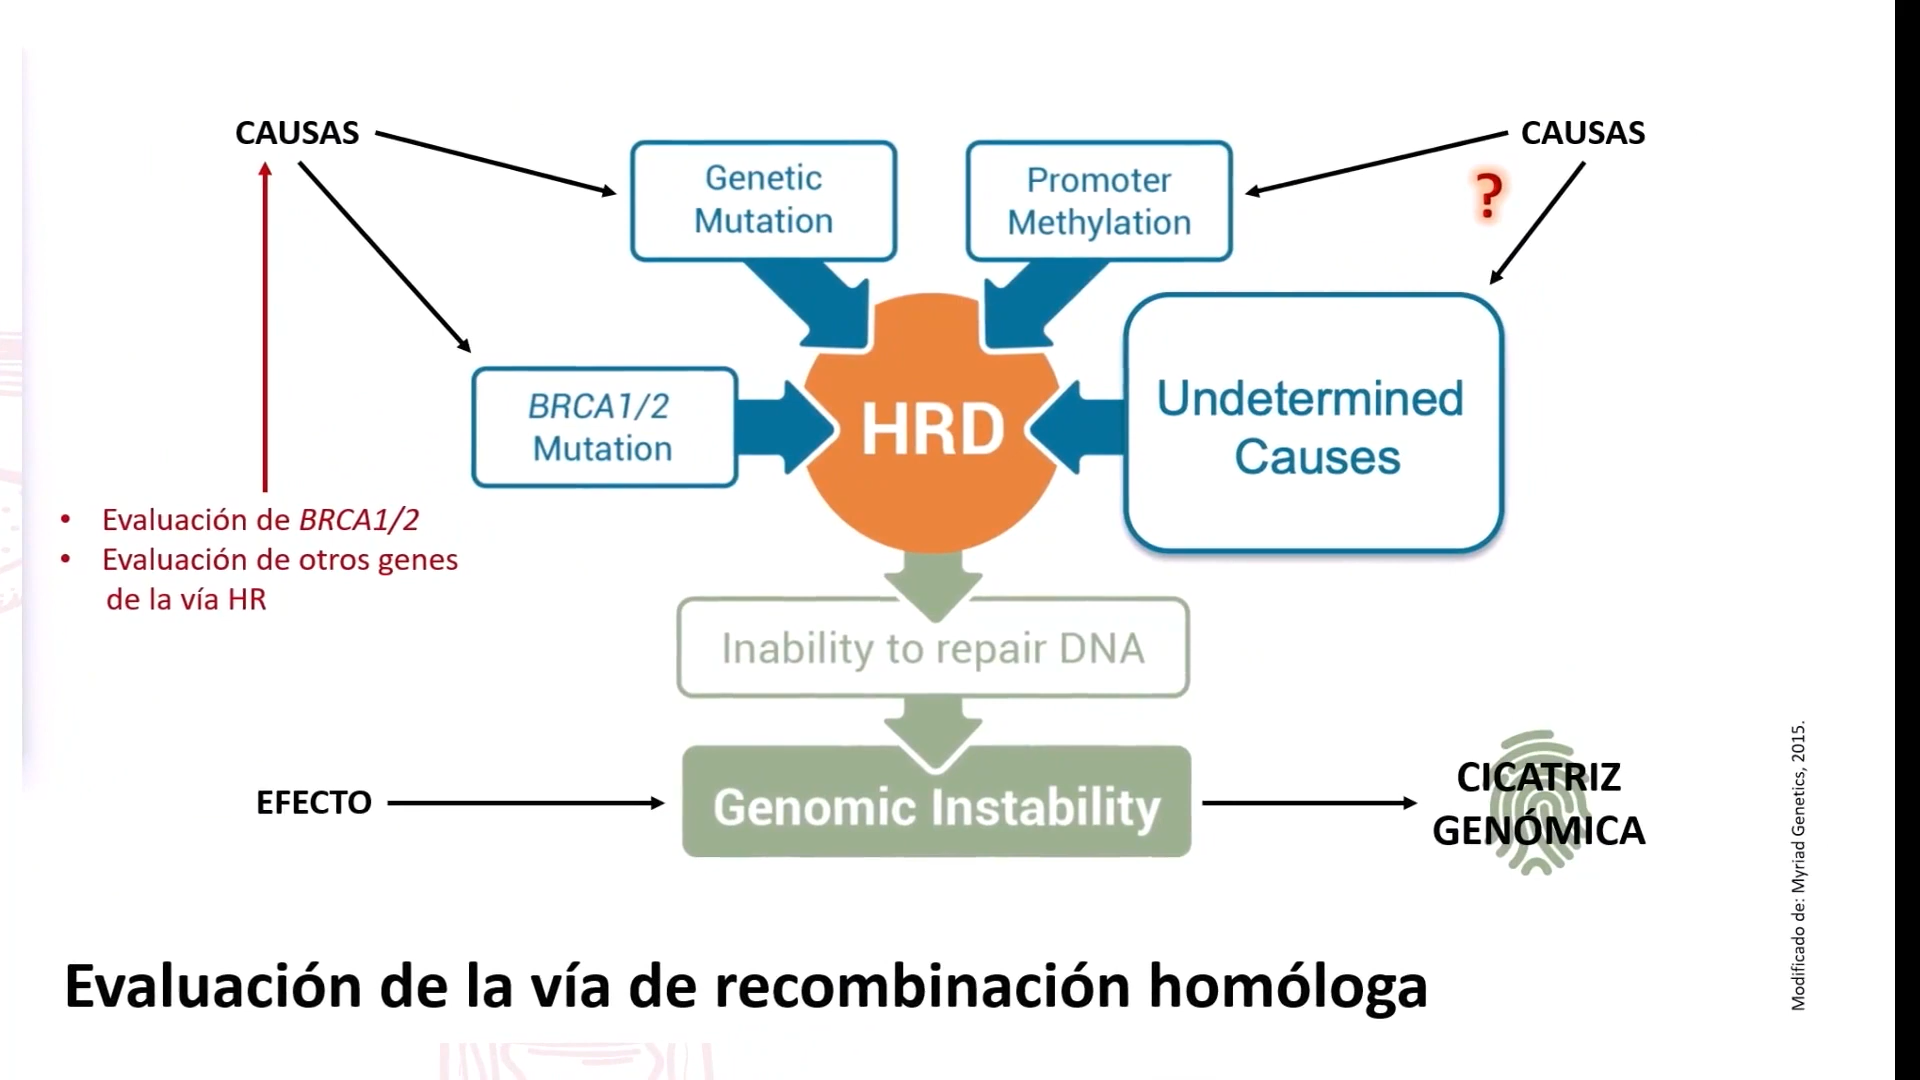 CAUSAS
CAUSAS
Genetic
Mutation
Promoter
Methylation
?
BRCA1/2
Mutation
HRD
Undetermined
Causes
• Evaluación de BRCA1/2
• Evaluación de otros genes
de la vía HR
Inability to repair DNA
EFECTO
Genomic Instability
CICATRIZ
GENÓMICA
Modificado de: Myriad Genetics, 2015.
Evaluación de la vía de recombinación homóloga